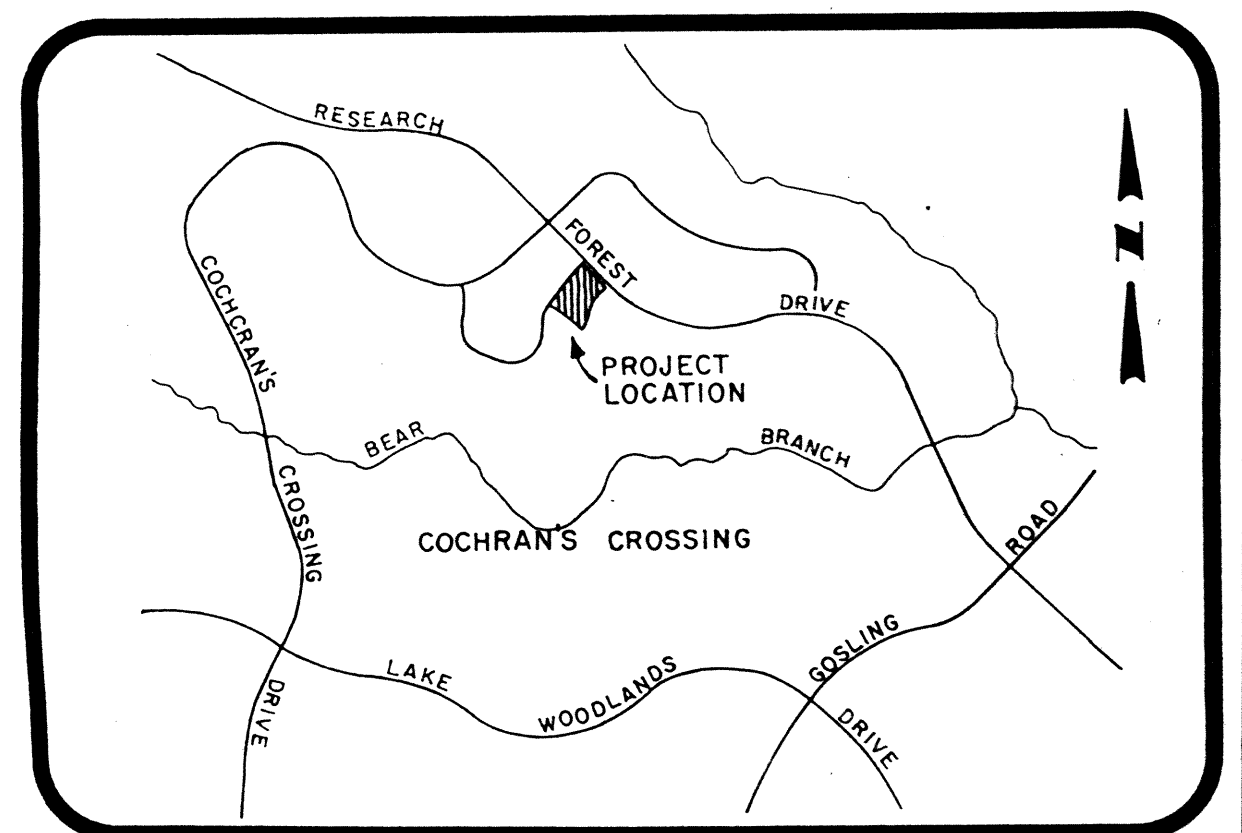 RESEARCH
FOREST
DRIVE
COCHRAN'S
CROSSING
DRIVE
N
PROJECT
LOCATION
BEAR
BRANCH
COCHRAN'S CROSSING
ROAD
GOSLING
LAKE
WOODLANDS
DRIVE